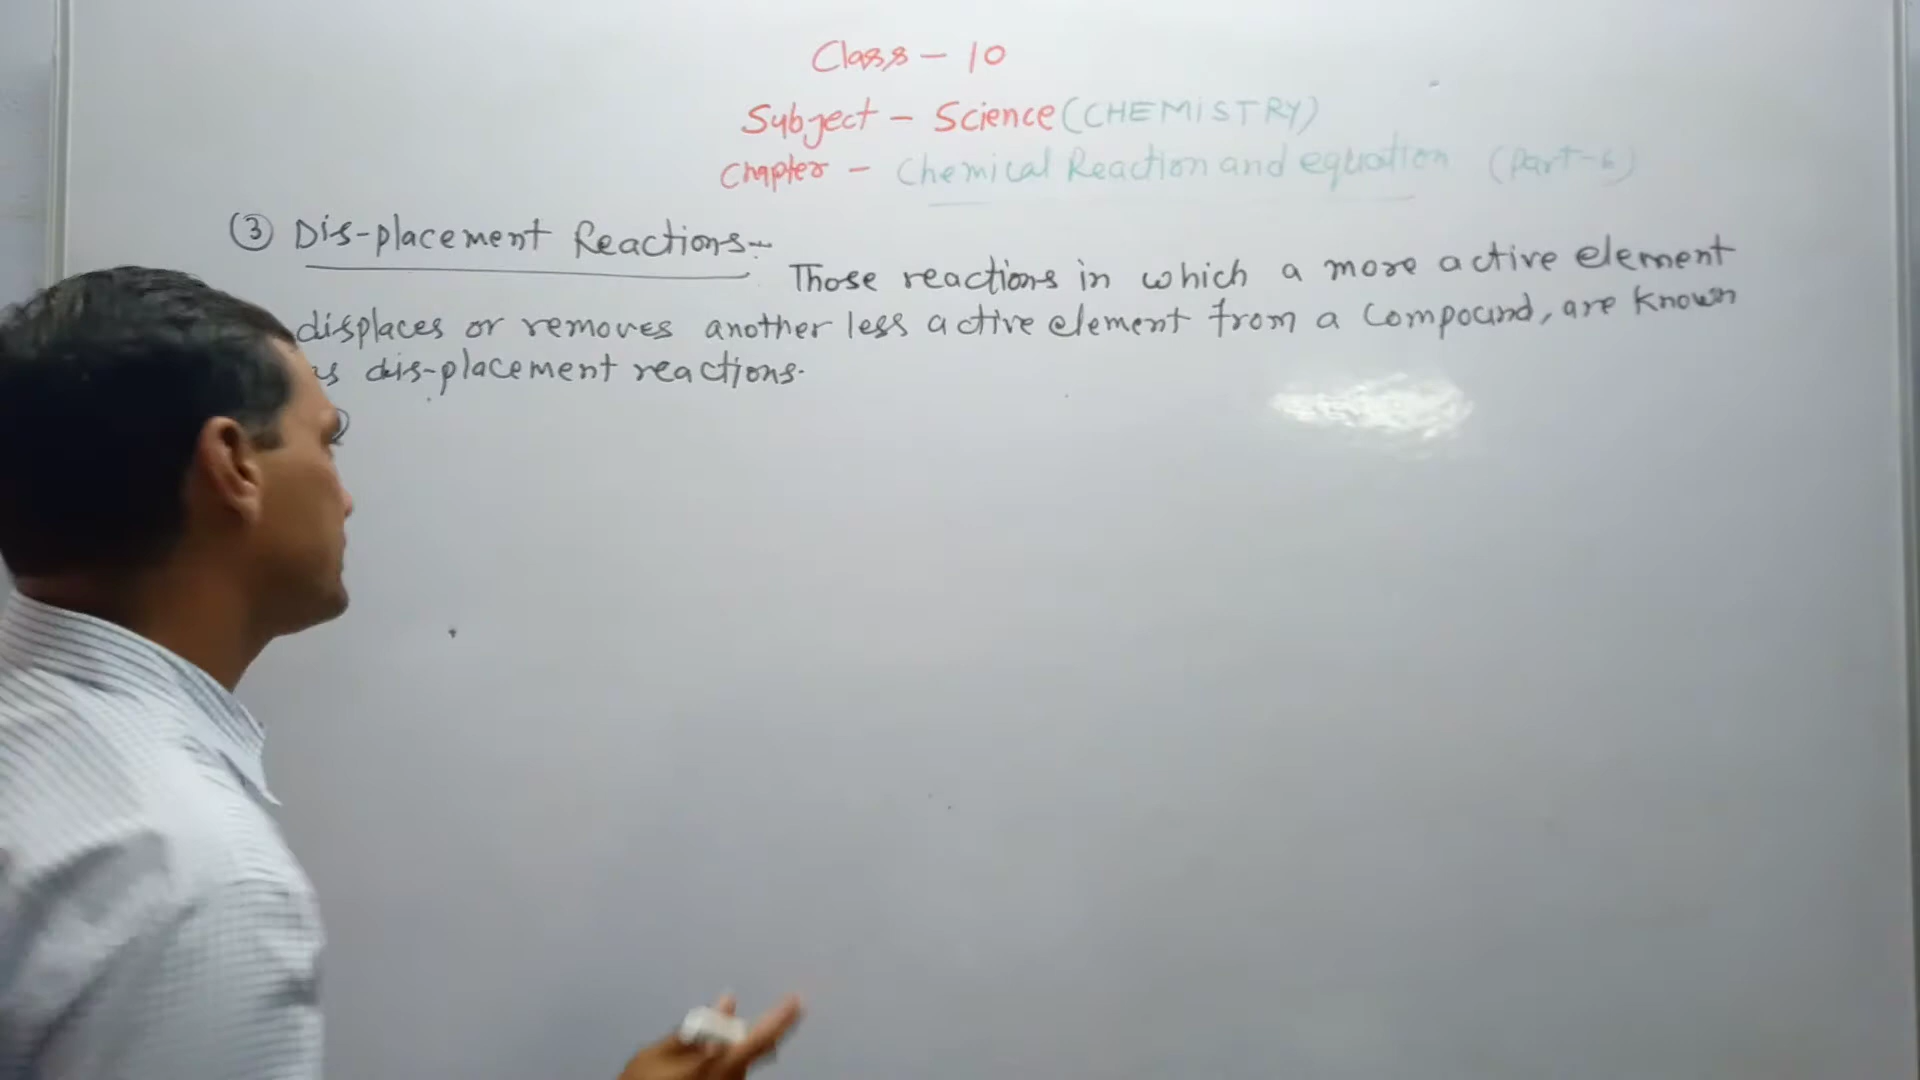 Class - 10
Subject - Science (CHEMISTRY)
Chapter - Chemical Reaction and equation (Part-6)
③ Dis-placement Reactions-
Those reactions in which a more active element
displaces or removes another less active element from a compound, are known
as dis-placement reactions.